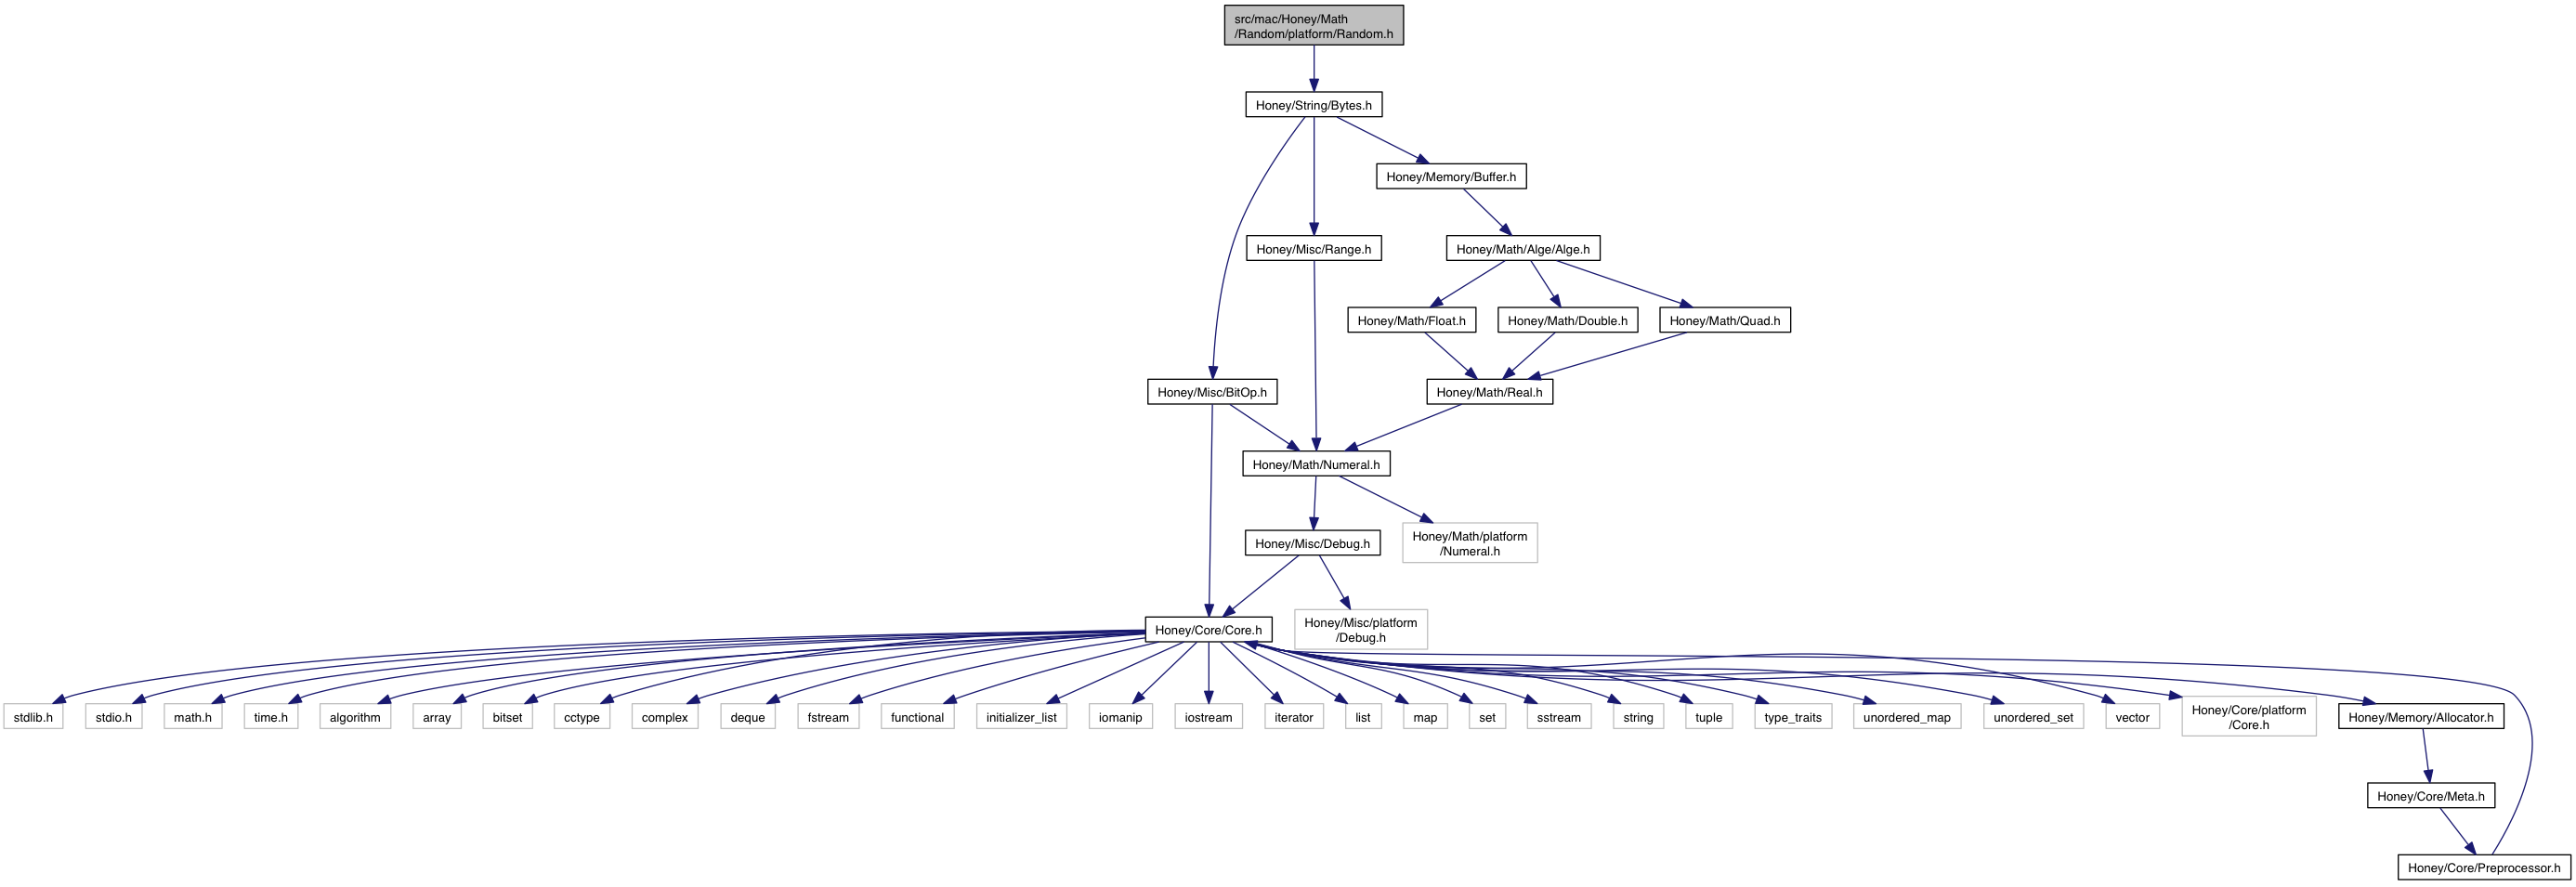 src/mac/Honey/Math
/Random/platform/Random.h
Honey/String/Bytes.h
Honey/Memory/Buffer.h
Honey/Misc/Range.h
Honey/Math/Alge/Alge.h
Honey/Math/Float.h
Honey/Math/Double.h
Honey/Math/Quad.h
Honey/Misc/BitOp.h
Honey/Math/Real.h
Honey/Math/Numeral.h
Honey/Misc/Debug.h
Honey/Math/platform
/Numeral.h
Honey/Core/Core.h
Honey/Misc/platform
/Debug.h
stdlib.h
stdio.h
math.h
time.h
algorithm
array
bitset
cctype
complex
deque
fstream
functional
initializer_list
iomanip
iostream
iterator
list
map
set
sstream
string
tuple
type_traits
unordered_map
unordered_set
vector
Honey/Core/platform
/Core.h
Honey/Memory/Allocator.h
Honey/Core/Meta.h
Honey/Core/Preprocessor.h